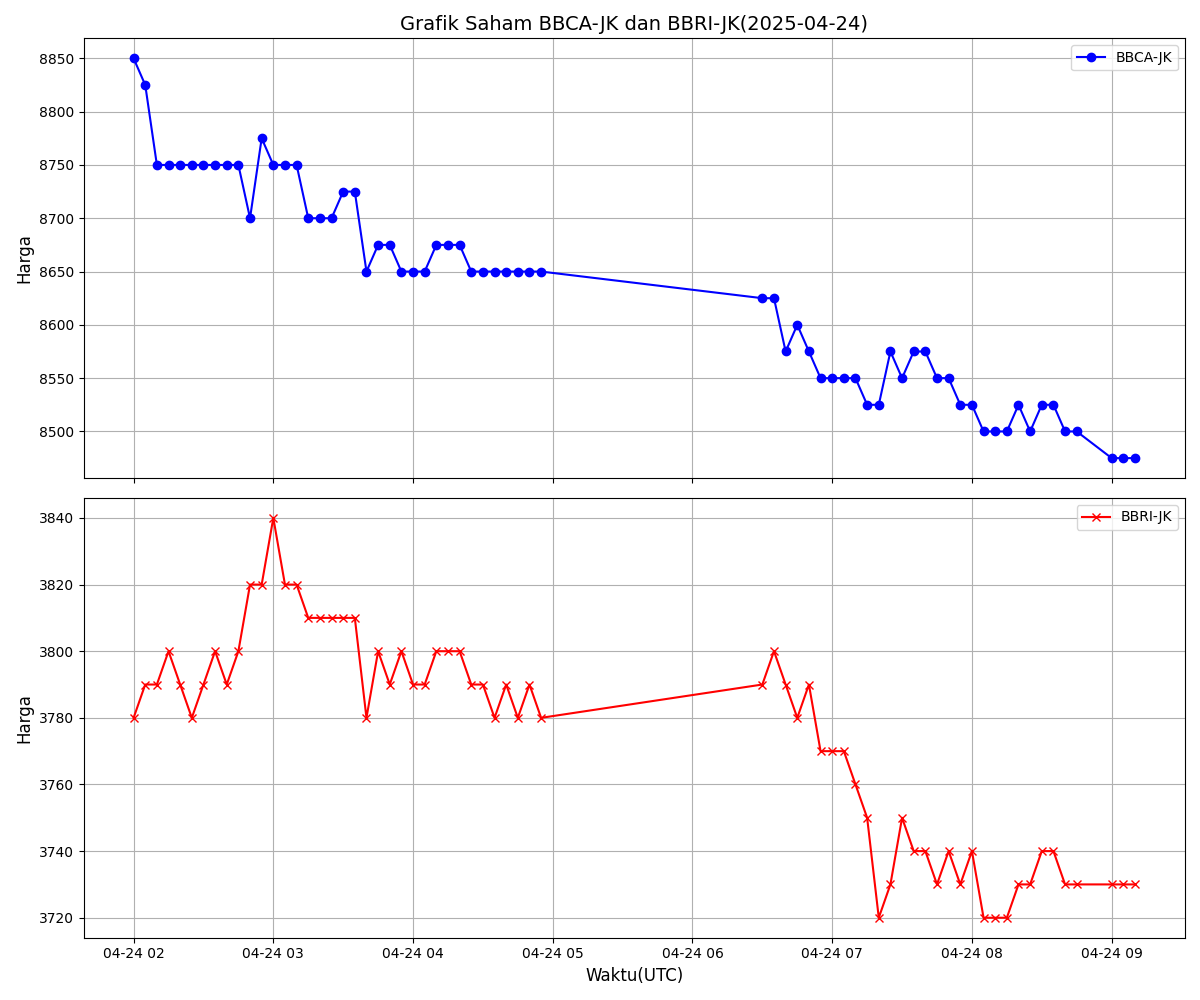 Grafik Saham BBCA-JK dan BBRI-JK(2025-04-24)
BBCA-JK
8850
8800
8750
8700
8650
8600
8550
8500
Harga
BBRI-JK
3840
3820
3800
3780
3760
3740
3720
Harga
04-24 02 04-24 03 04-24 04 04-24 05 04-24 06 04-24 07 04-24 08 04-24 09
Waktu(UTC)